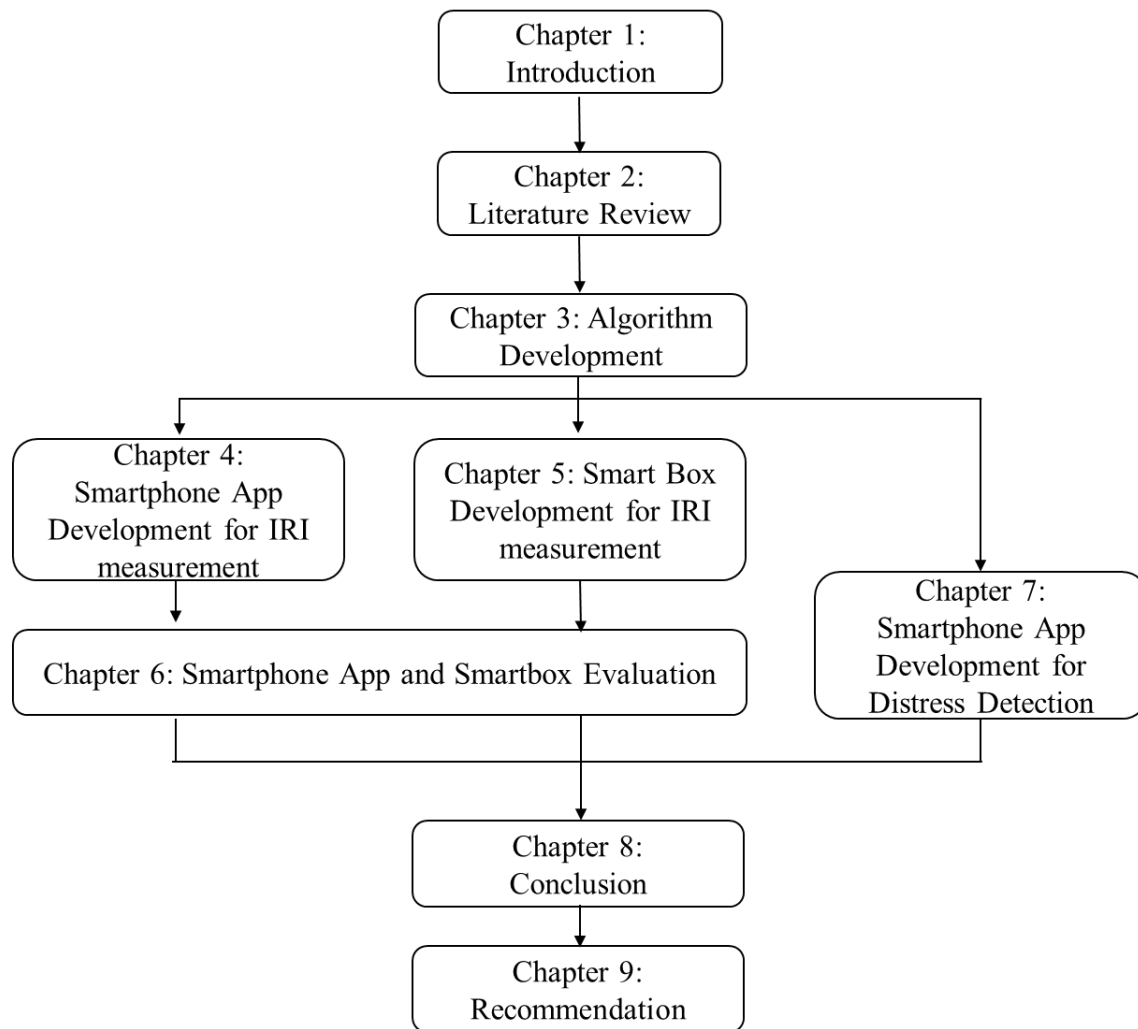 Chapter 1:
Introduction
Chapter 2:
Literature Review
Chapter 3: Algorithm
Development
Chapter 4:
Smartphone App
Development for IRI
measurement
Chapter 5: Smart Box
Development for IRI
measurement
Chapter 6: Smartphone App and Smartbox Evaluation
Chapter 7:
Smartphone App
Development for
Distress Detection
Chapter 8:
Conclusion
Chapter 9:
Recommendation